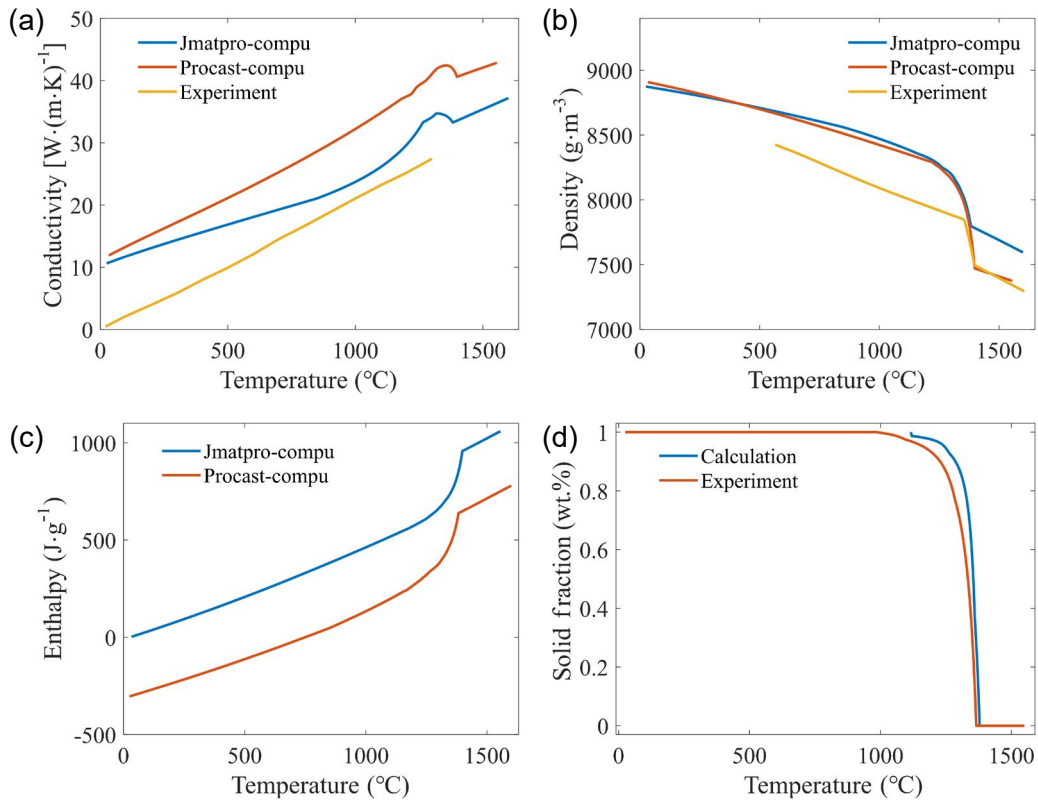 (a)
50
40
30
20
10
0
0
500
1000
1500
Conductivity [W·(m·K)⁻¹]
Temperature (℃)
Jmatpro-compu
Procast-compu
Experiment
(b)
9000
8500
8000
7500
7000
0
500
1000
1500
Density (g·m⁻³)
Temperature (℃)
Jmatpro-compu
Procast-compu
Experiment
(c)
1000
500
0
-500
0
500
1000
1500
Enthalpy (J·g⁻¹)
Temperature (℃)
Jmatpro-compu
Procast-compu
(d)
1
0.8
0.6
0.4
0.2
0
0
500
1000
1500
Solid fraction (wt.%)
Temperature (℃)
Calculation
Experiment